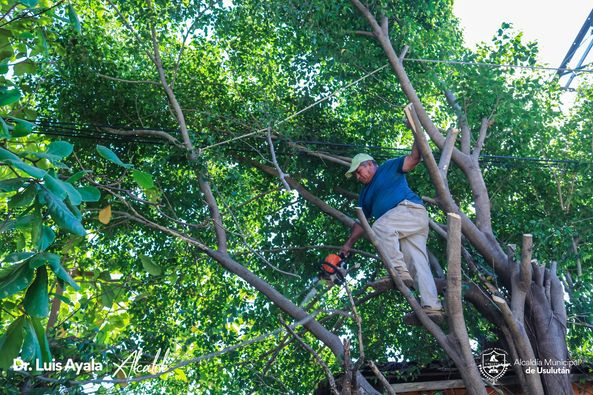 Dr. Luis Ayala Alcalde
Alcaldía Municipal
de Usulután